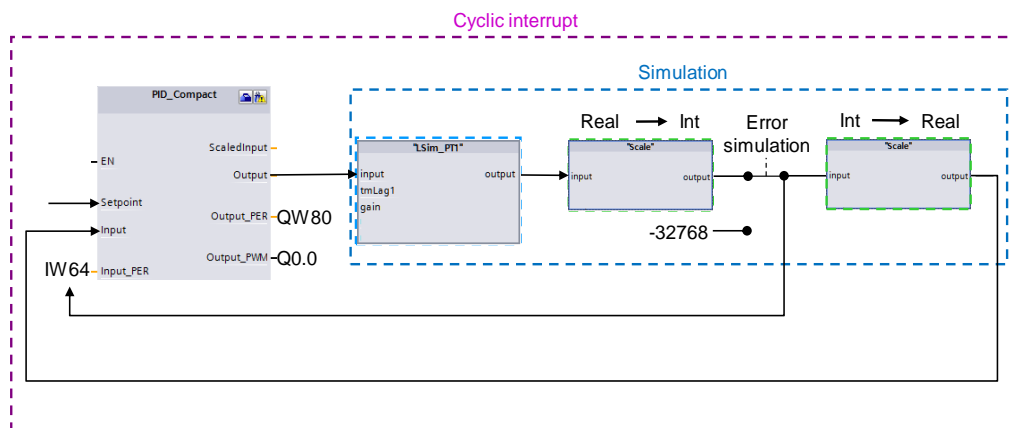 Cyclic interrupt
Simulation
PID_Compact
EN
Setpoint
Input
IW64
Input_PER
ScaledInput
Output
Output_PER
QW80
Output_PWM
Q0.0
"LSim_PT1"
input
tmLag1
gain
output
Real Int
"Scale"
input
output
Error
simulation
-32768
Int Real
"Scale"
input
output